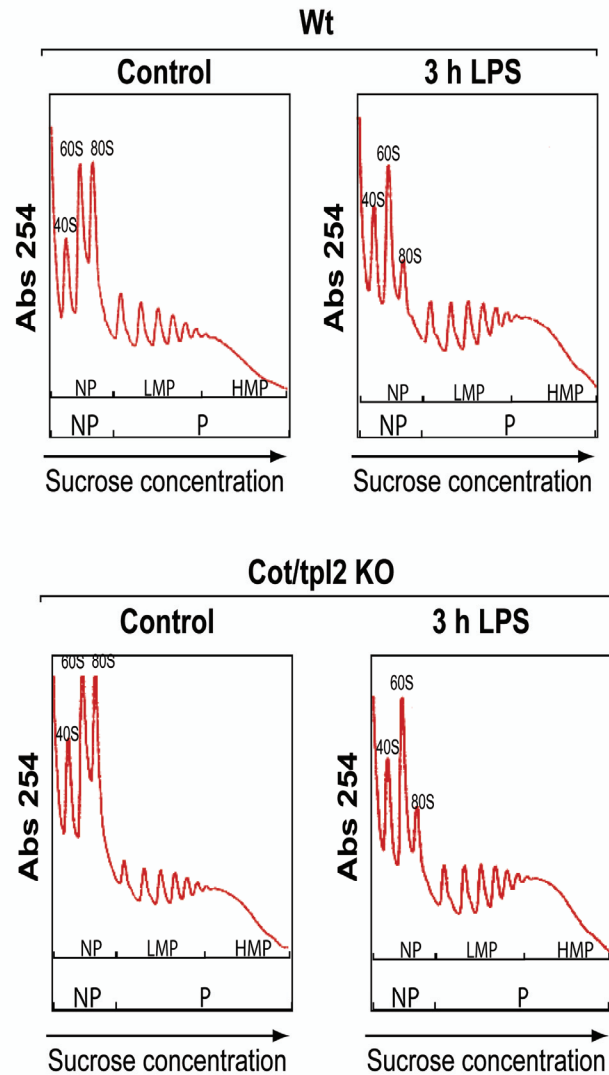 Wt
Control
3 h LPS
Abs 254
60S 80S
40S
NP LMP HMP
NP P
Sucrose concentration
Abs 254
60S
40S
80S
NP LMP HMP
NP P
Sucrose concentration
Cot/tpl2 KO
Control
3 h LPS
Abs 254
60S 80S
40S
NP LMP HMP
NP P
Sucrose concentration
Abs 254
60S
40S
80S
NP LMP HMP
NP P
Sucrose concentration